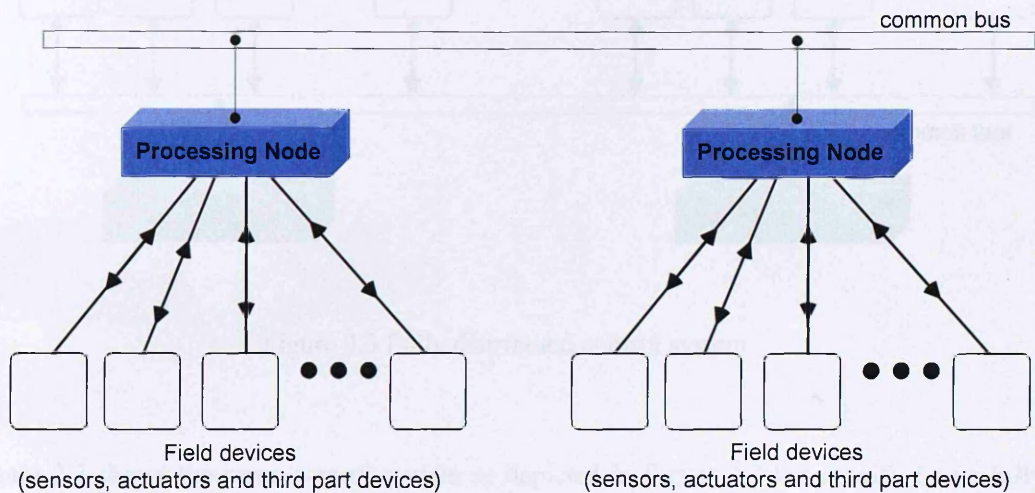 common bus
Processing Node
Processing Node
Field devices
(sensors, actuators and third part devices)
Field devices
(sensors, actuators and third part devices)